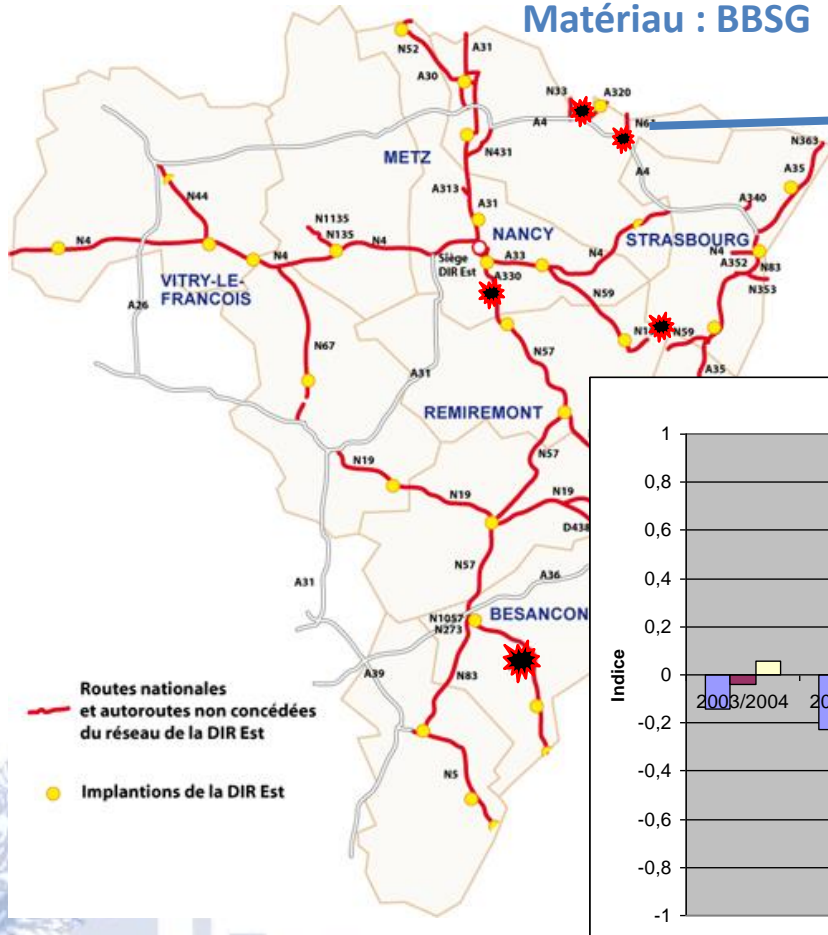 Matériau : BBSG
N52
A31
A30
N33
A320
A4
N61
N363
METZ
N431
A35
A4
A313
A340
N44
A31
N1135
N135
NANCY
STRASBOURG
N4
N4
N4
Siège
DIR Est
A33
N4
N4
N83
A352
VITRY-LE-
FRANCOIS
A330
N353
A26
N59
N59
N67
N57
A31
A35
REMIREMONT
N57
N19
N19
N19
D438
N57
A36
A31
N1057
N273
BESANCON
A39
N83
Routes nationales
et autoroutes non concédées
du réseau de la DIR Est
N5
Implantions de la DIR Est
1
0,8
0,6
0,4
0,2
0
-0,2
-0,4
-0,6
-0,8
-1
Indice
2003/2004